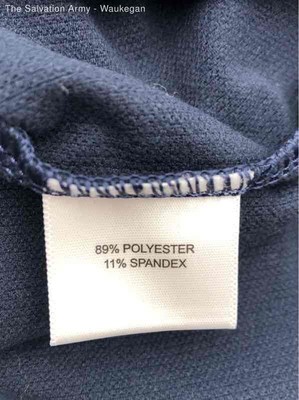 The Salvation Army - Waukegan
89% POLYESTER
11% SPANDEX